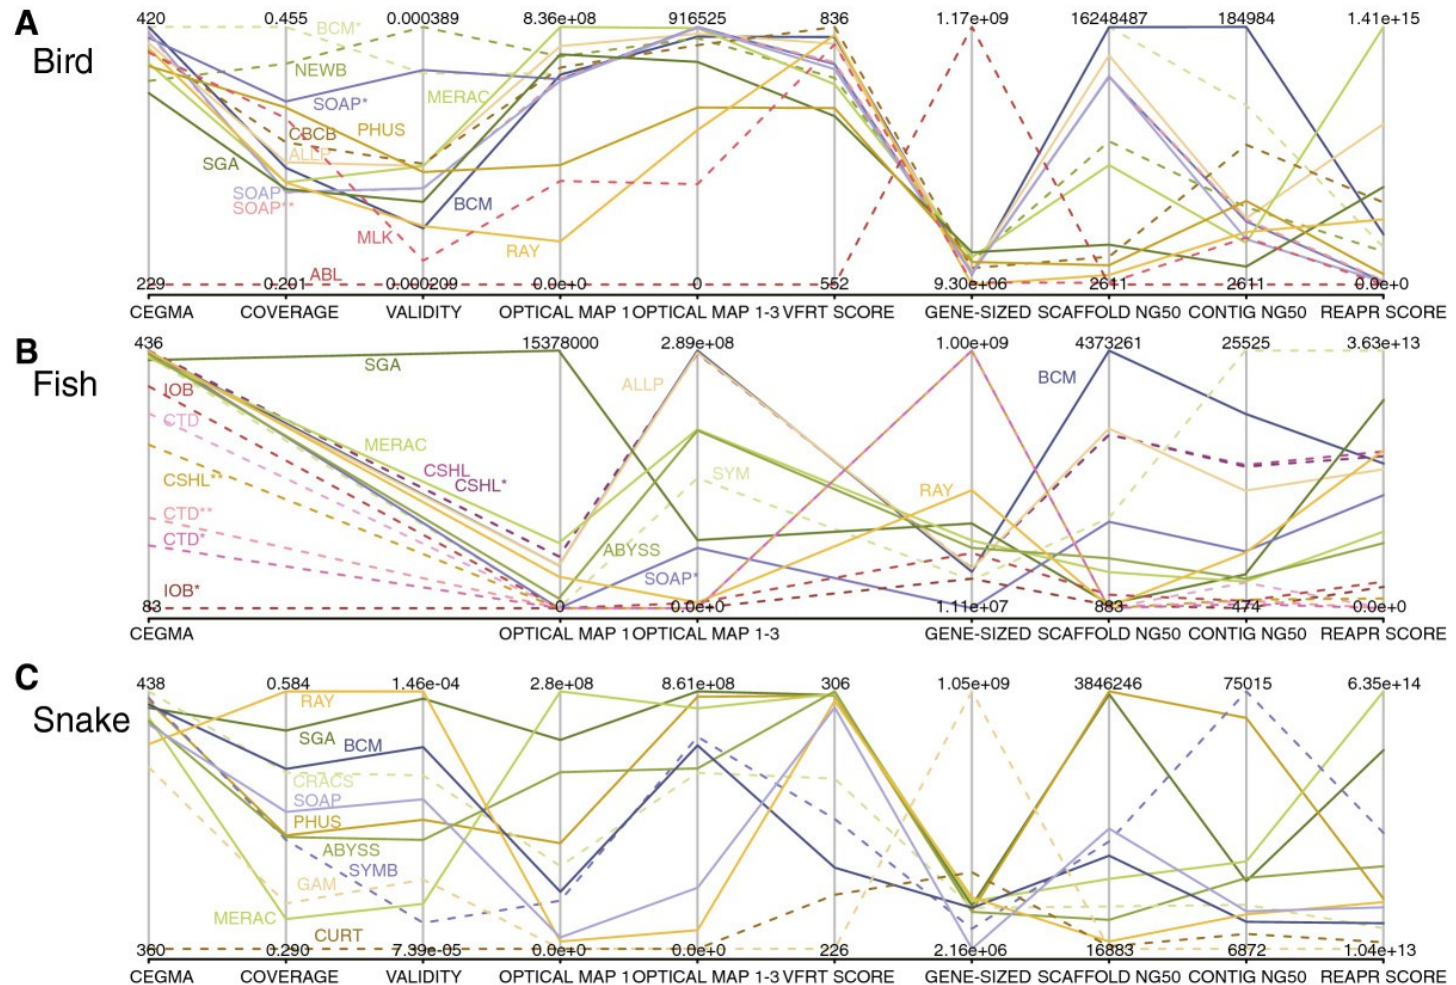 A
Bird
420 0.455 0.000389 8.36e+08 916525 836 1.17e+09 16248487 184984 1.41e+15
BCM*
NEWB
SOAP*
MERAC
CBCB
PHUS
ALLP
SGA
SOAP
SOAP**
BCM
MLK
RAY
ABL
229 0.201 0.000209 0.0e+0 0 552 9.30e+06 2611 2611 0.0e+0
CEGMA COVERAGE VALIDITY OPTICAL MAP 1 OPTICAL MAP 1-3 VFRT SCORE GENE-SIZED SCAFFOLD NG50 CONTIG NG50 REAPR SCORE
B
Fish
436 15378000 2.89e+08 1.00e+09 4373261 25525 3.63e+13
SGA
BCM
ALLP
IOB
CTD
MERAC
CSHL
CSHL*
SYM
CSHL**
RAY
CTD**
CTD*
ABYSS
SOAP*
IOB*
83 0 0.0e+0 1.11e+07 883 474 0.0e+0
CEGMA OPTICAL MAP 1 OPTICAL MAP 1-3 GENE-SIZED SCAFFOLD NG50 CONTIG NG50 REAPR SCORE
C
Snake
438 0.584 1.46e-04 2.8e+08 8.61e+08 306 1.05e+09 3846246 75015 6.35e+14
RAY
SGA
BCM
CRACS
SOAP
PHUS
ABYSS
SYMB
GAM
MERAC
CURT
360 0.290 7.39e-05 0.0e+0 0.0e+0 226 2.16e+06 16883 6872 1.04e+13
CEGMA COVERAGE VALIDITY OPTICAL MAP 1 OPTICAL MAP 1-3 VFRT SCORE GENE-SIZED SCAFFOLD NG50 CONTIG NG50 REAPR SCORE